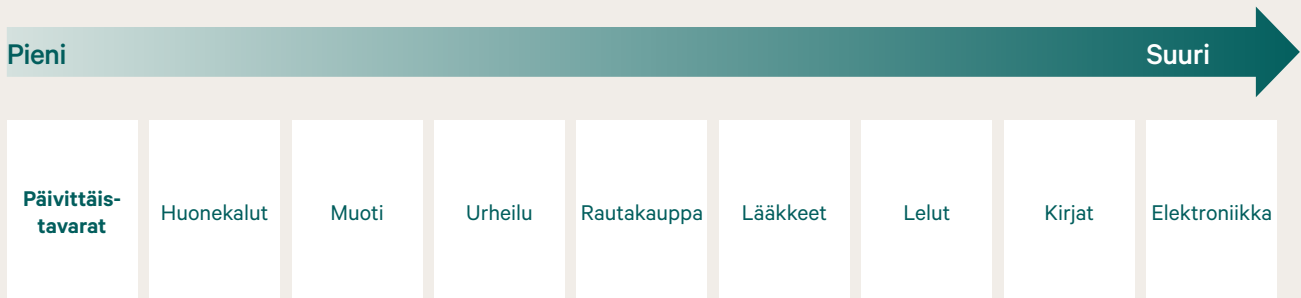 Pieni
Suuri
Päivittäis-
tavarat
Huonekalut
Muoti
Urheilu
Rautakauppa
Lääkkeet
Lelut
Kirjat
Elektroniikka